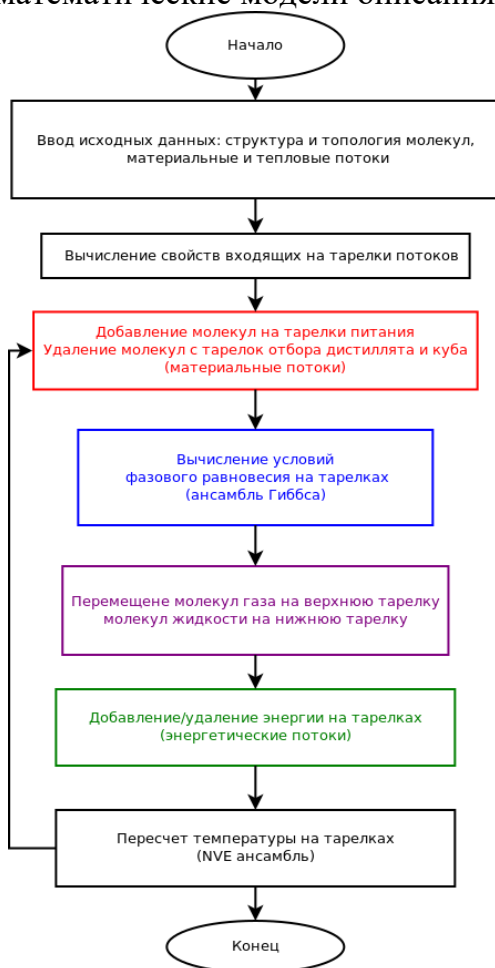 математические модели описания
Начало
Ввод исходных данных: структура и топология молекул,
материальные и тепловые потоки
Вычисление свойств входящих на тарелки потоков
Добавление молекул на тарелки питания
Удаление молекул с тарелок отбора дистиллята и куба
(материальные потоки)
Вычисление условий
фазового равновесия на тарелках
(ансамбль Гиббса)
Перемещене молекул газа на верхнюю тарелку
молекул жидкости на нижнюю тарелку
Добавление/удаление энергии на тарелках
(энергетические потоки)
Пересчет температуры на тарелках
(NVE ансамбль)
Конец